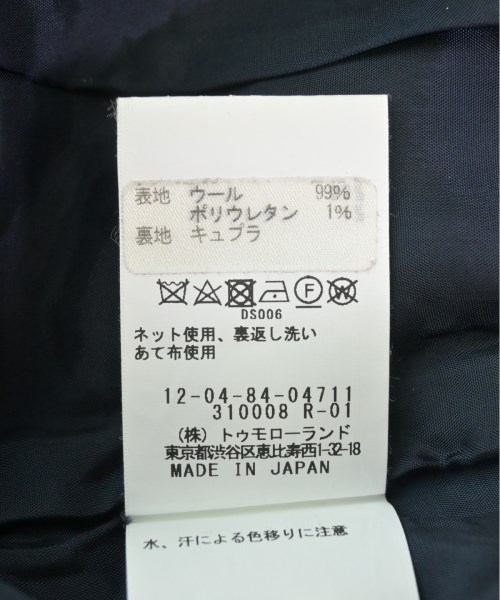 表地 ウール 99%
ポリウレタン 1%
裏地 キュプラ
F W
DS006
ネット使用、裏返し洗い
あて布使用
12-04-84-04711
310008 R-01
(株) トゥモローランド
東京都渋谷区恵比寿西1-32-18
MADE IN JAPAN
水、汗による色移りに注意